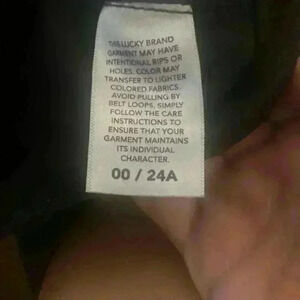 THIS LUCKY BRAND
GARMENT MAY HAVE
INTENTIONAL RIPS OR
HOLES. COLOR MAY
TRANSFER TO LIGHTER
COLORED FABRICS.
AVOID PULLING BY
BELT LOOPS. SIMPLY
FOLLOW THE CARE
INSTRUCTIONS TO
ENSURE THAT YOUR
GARMENT MAINTAINS
ITS INDIVIDUAL
CHARACTER.
00 / 24A